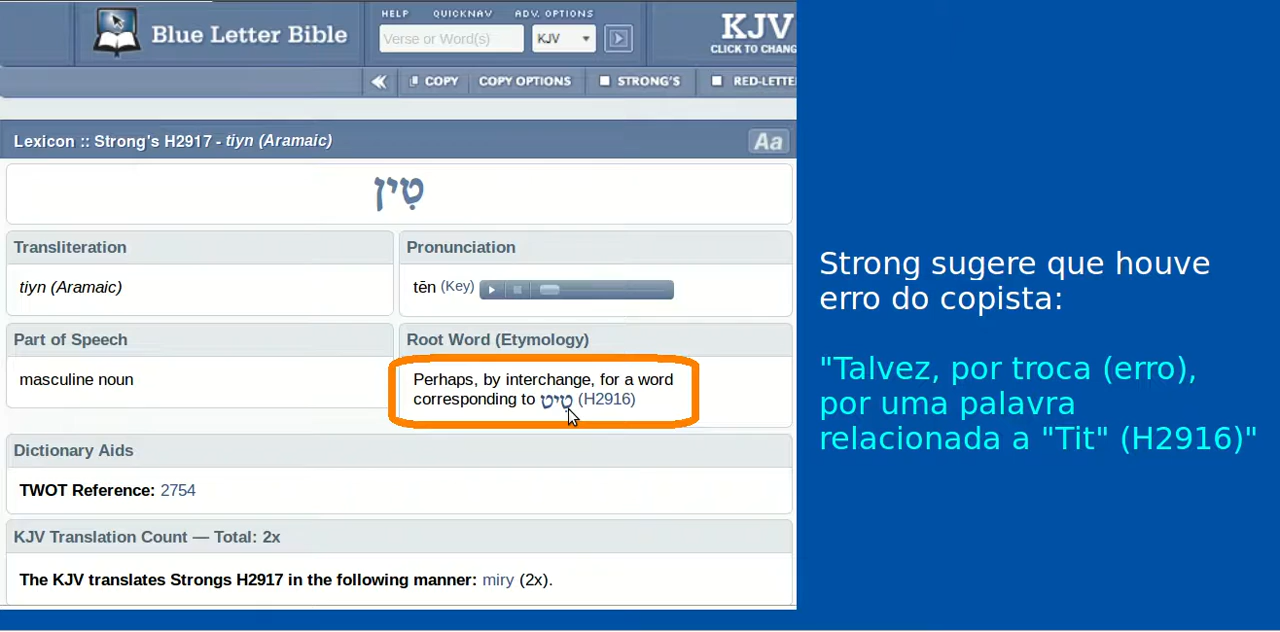 HELP QUICKNAV ADV. OPTIONS
Blue Letter Bible
Verse or Word(s)
KJV
KJV
CLICK TO CHANG
COPY COPY OPTIONS STRONG'S RED-LETTE
Lexicon :: Strong's H2917 - tiyn (Aramaic)
Aa
טִין
Transliteration
tiyn (Aramaic)
Pronunciation
tēn (Key)
Part of Speech
masculine noun
Root Word (Etymology)
Perhaps, by interchange, for a word
corresponding to טִיט (H2916)
Dictionary Aids
TWOT Reference: 2754
KJV Translation Count — Total: 2x
The KJV translates Strongs H2917 in the following manner: miry (2x).
Strong sugere que houve
erro do copista:
"Talvez, por troca (erro),
por uma palavra
relacionada a "Tit" (H2916)"